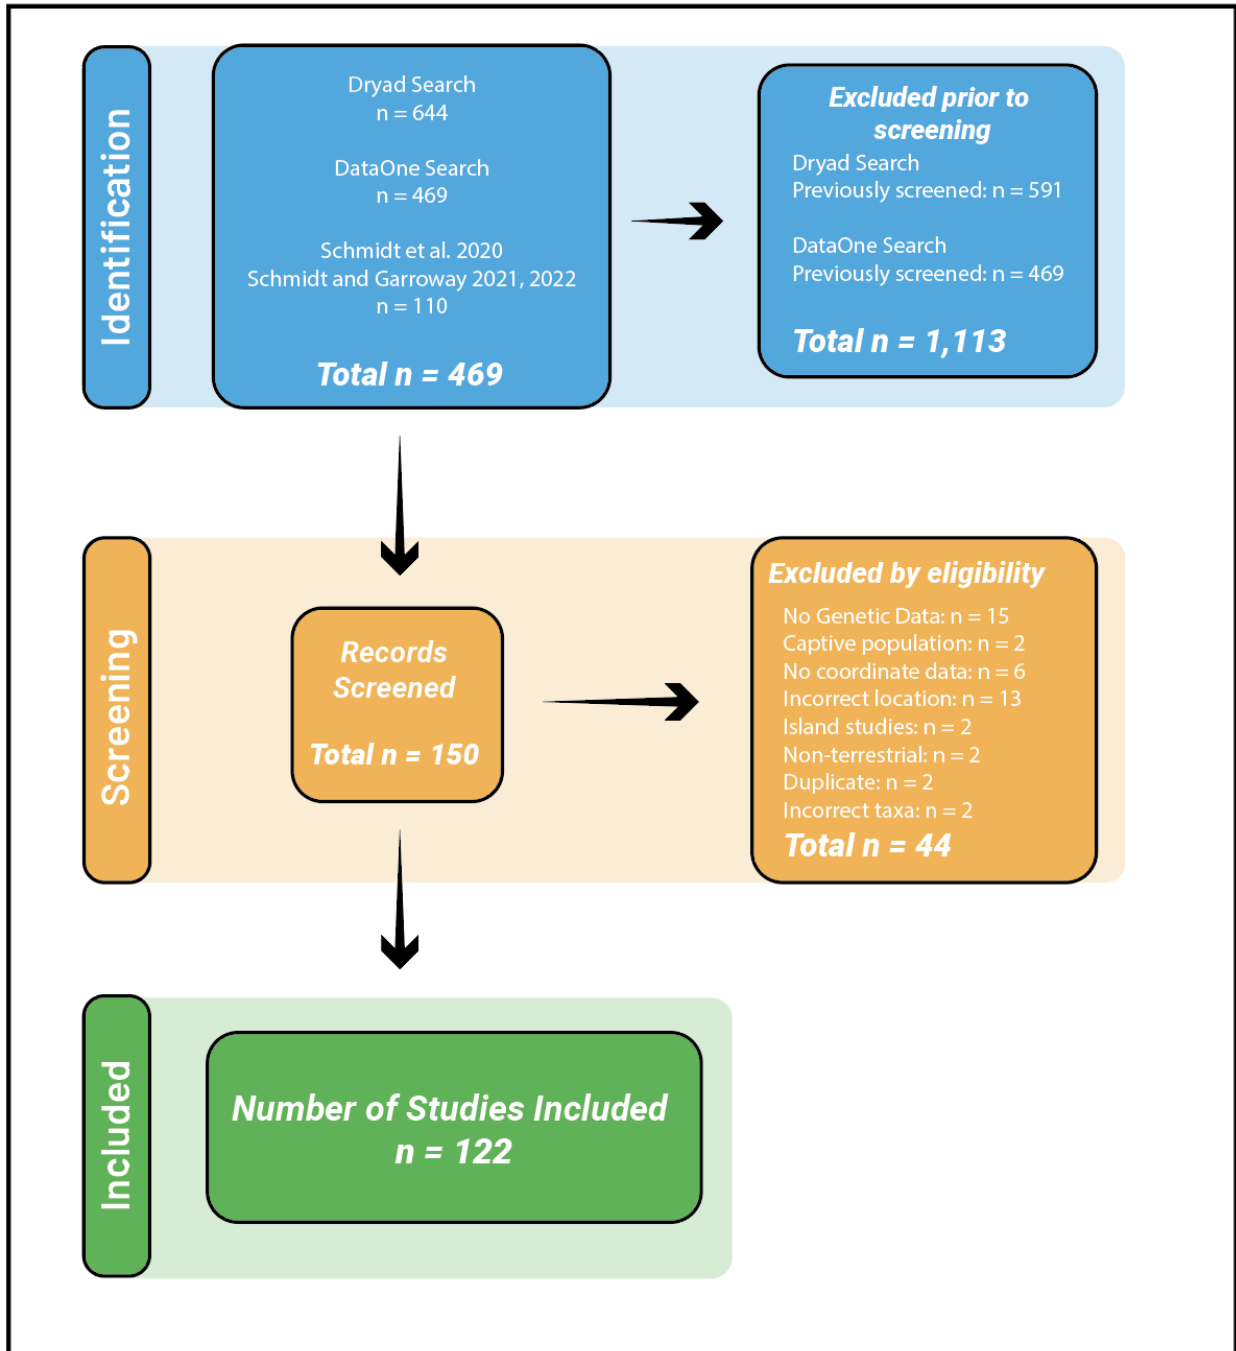 Identification
Dryad Search
n = 644
DataOne Search
n = 469
Schmidt et al. 2020
Schmidt and Garroway 2021, 2022
n = 110
Total n = 469
Excluded prior to
screening
Dryad Search
Previously screened: n = 591
DataOne Search
Previously screened: n = 469
Total n = 1,113
Screening
Records
Screened
Total n = 150
Excluded by eligibility
No Genetic Data: n = 15
Captive population: n = 2
No coordinate data: n = 6
Incorrect location: n = 13
Island studies: n = 2
Non-terrestrial: n = 2
Duplicate: n = 2
Incorrect taxa: n = 2
Total n = 44
Included
Number of Studies Included
n = 122